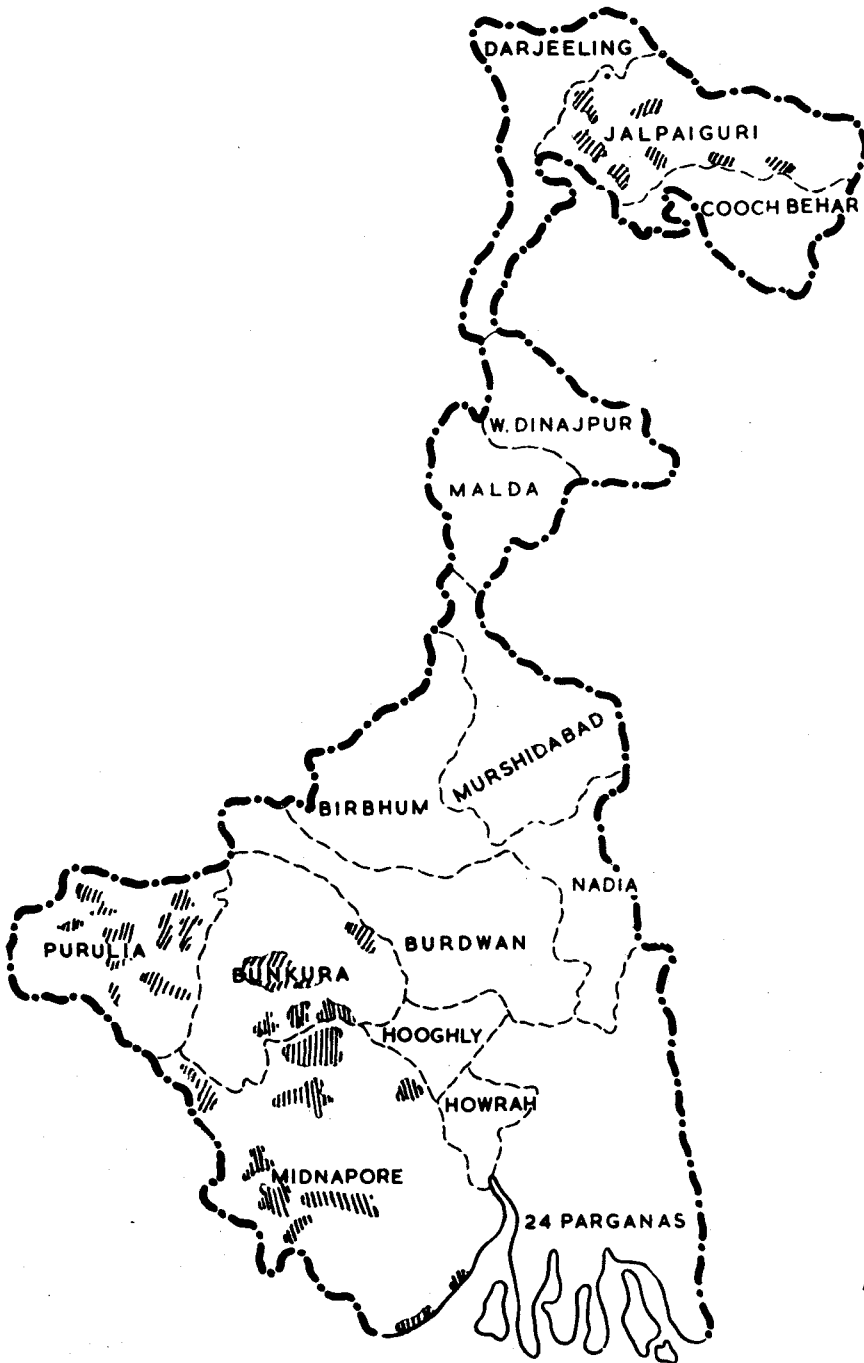 DARJEELING
JALPAIGURI
COOCH BEHAR
W. DINAJPUR
MALDA
MURSHIDABAD
BIRBHUM
NADIA
PURULIA
BUNKURA
BURDWAN
HOOGHLY
HOWRAH
MIDNAPORE
24 PARGANAS